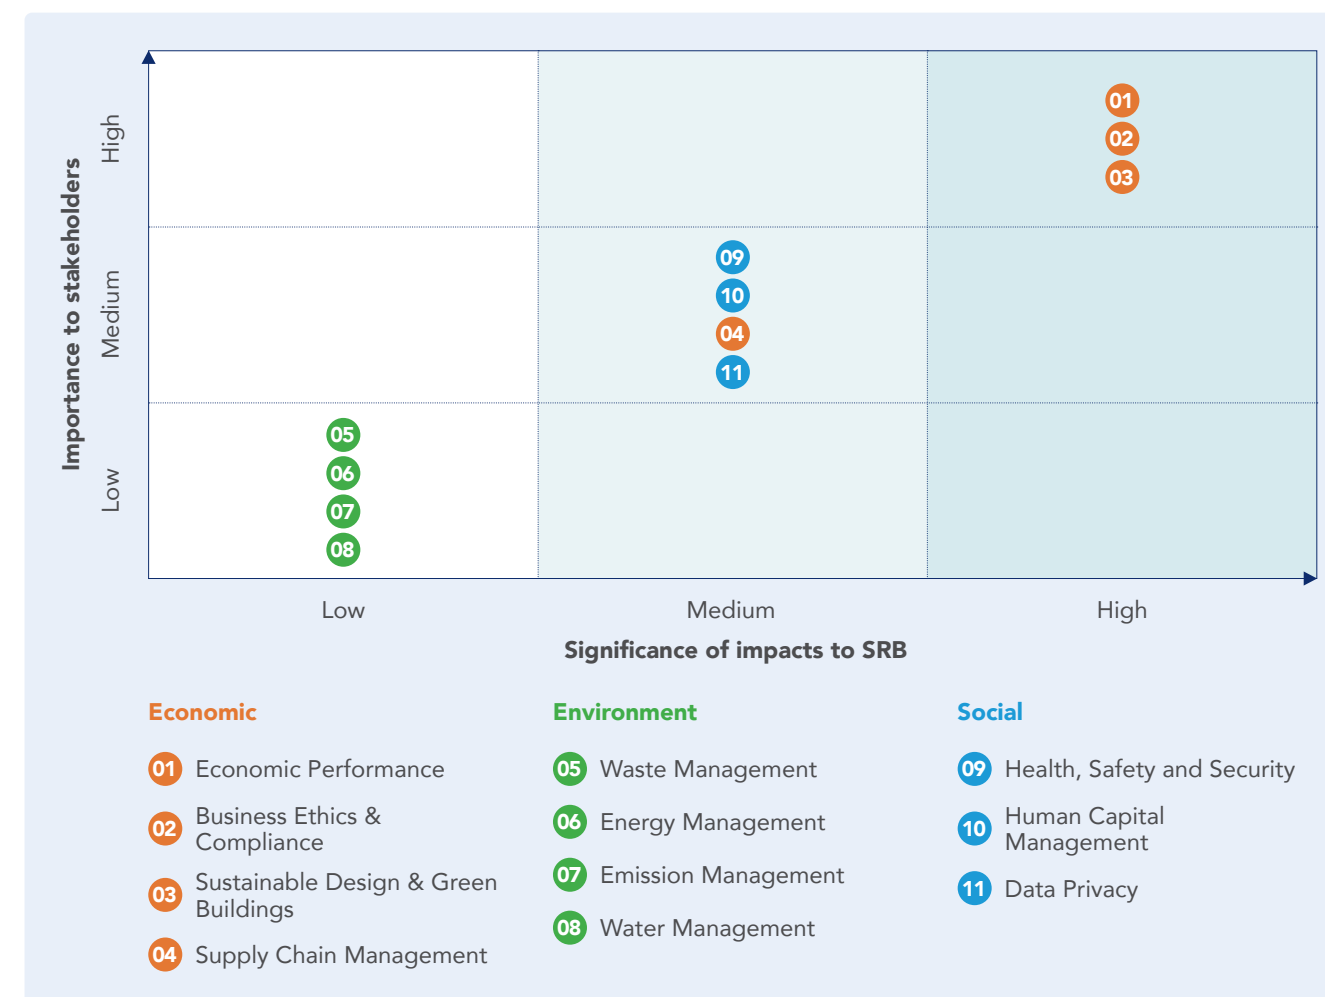 Importance to stakeholders
High
Medium
Low
01
02
03
09
10
04
11
05
06
07
08
Low
Medium
High
Significance of impacts to SRB
Economic
01 Economic Performance
02 Business Ethics &
Compliance
03 Sustainable Design & Green
Buildings
04 Supply Chain Management
Environment
05 Waste Management
06 Energy Management
07 Emission Management
08 Water Management
Social
09 Health, Safety and Security
10 Human Capital
Management
11 Data Privacy